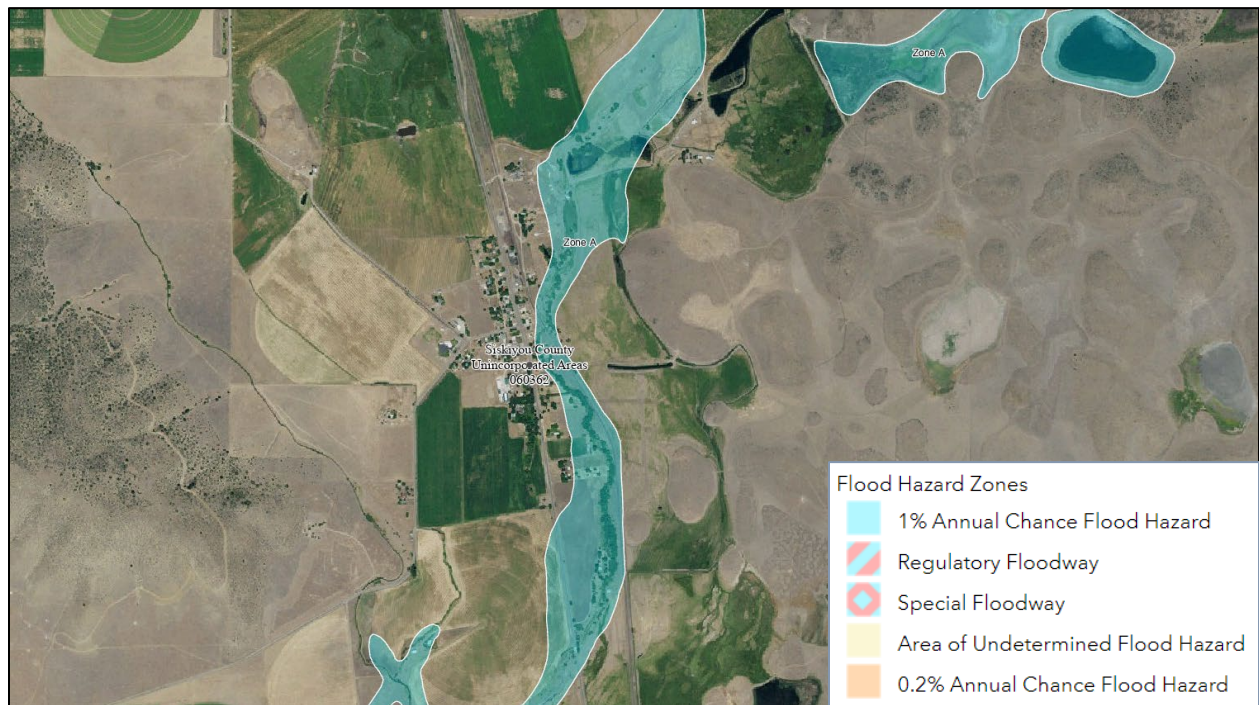 Zone A
Zone A
Siskiyou County
Unincorporated Areas
060362
Flood Hazard Zones
1% Annual Chance Flood Hazard
Regulatory Floodway
Special Floodway
Area of Undetermined Flood Hazard
0.2% Annual Chance Flood Hazard